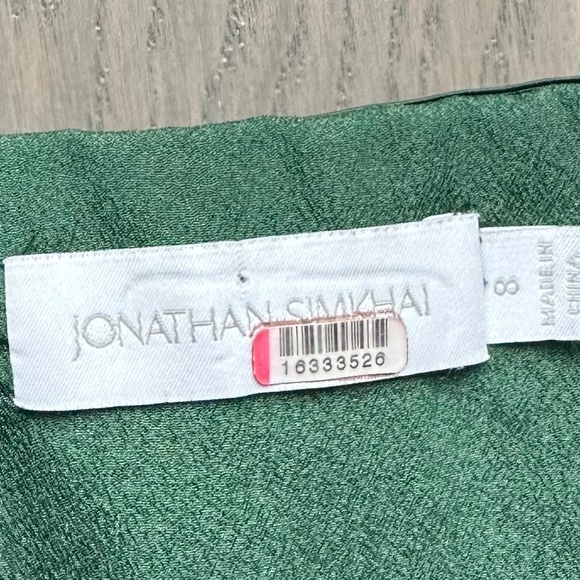 JONATHAN SIMKHAI
16333526
8
MADE IN
CHINA